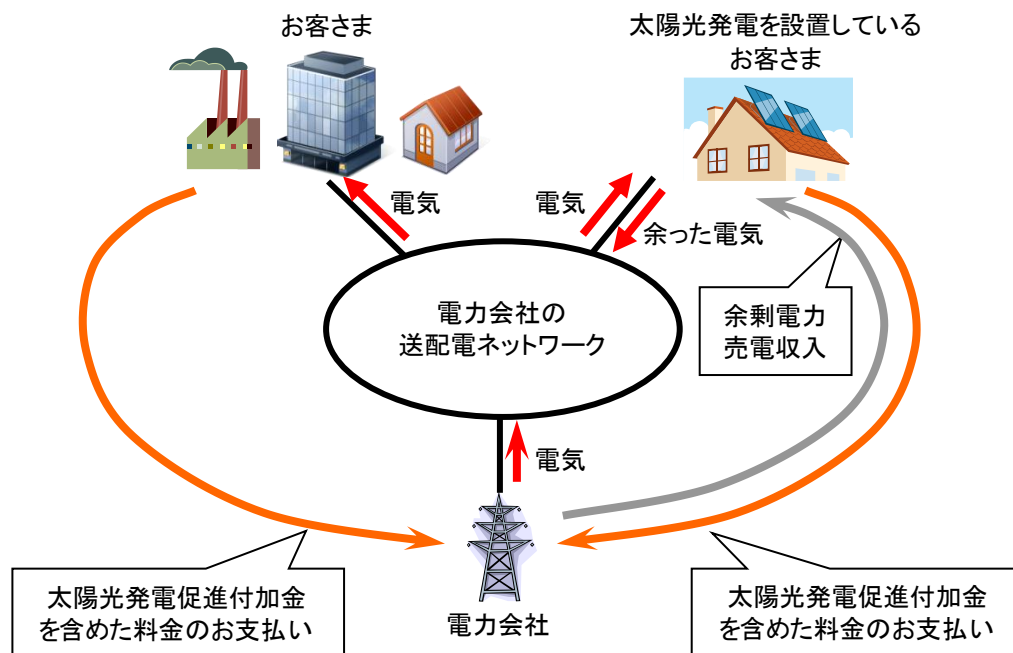 お客さま
太陽光発電を設置している
お客さま
電気
電気
余った電気
電力会社の
送配電ネットワーク
余剰電力
売電収入
電気
太陽光発電促進付加金
を含めた料金のお支払い
電力会社
太陽光発電促進付加金
を含めた料金のお支払い